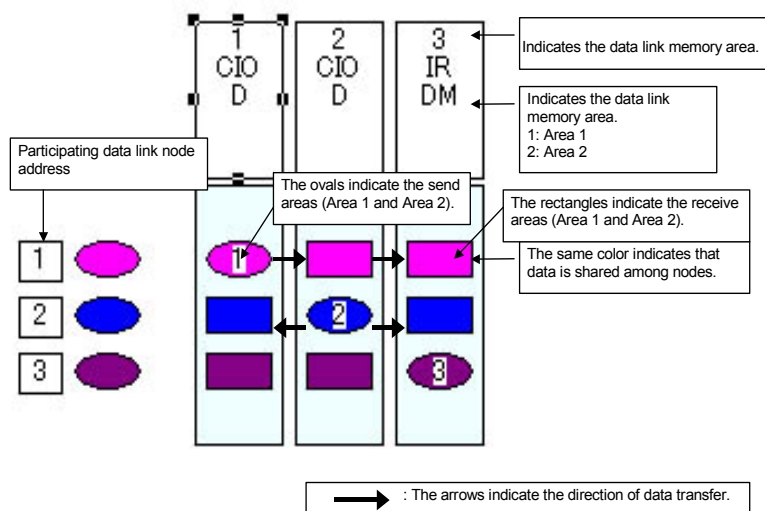 1
CIO
D
2
CIO
D
3
IR
DM
Indicates the data link memory area.
Indicates the data link
memory area.
1: Area 1
2: Area 2
Participating data link node
address
The ovals indicate the send
areas (Area 1 and Area 2).
The rectangles indicate the receive
areas (Area 1 and Area 2).
The same color indicates that
data is shared among nodes.
1
1
2
2
3
3
: The arrows indicate the direction of data transfer.